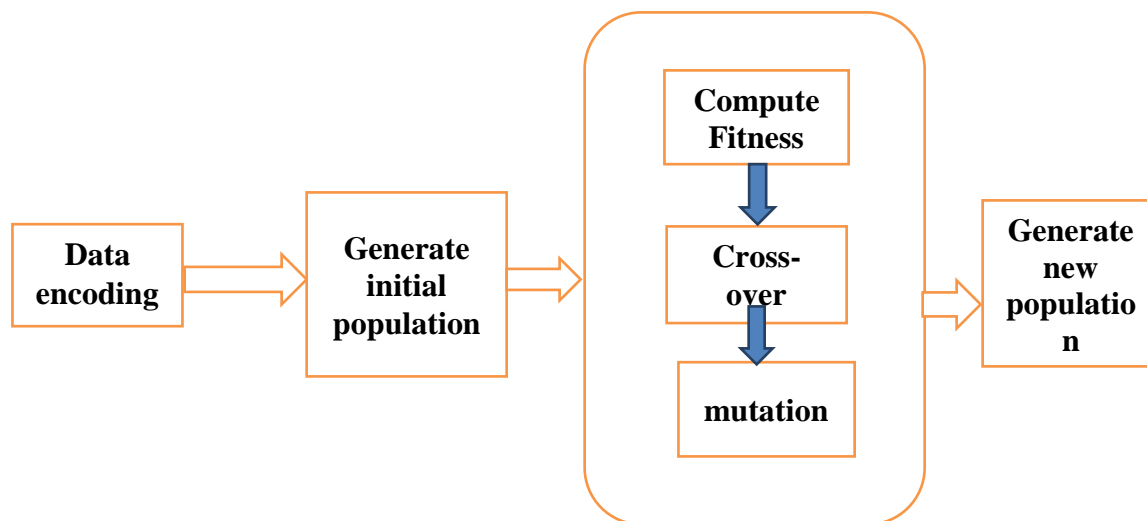 Data
encoding
Generate
initial
population
Compute
Fitness
Cross-
over
mutation
Generate
new
populatio
n